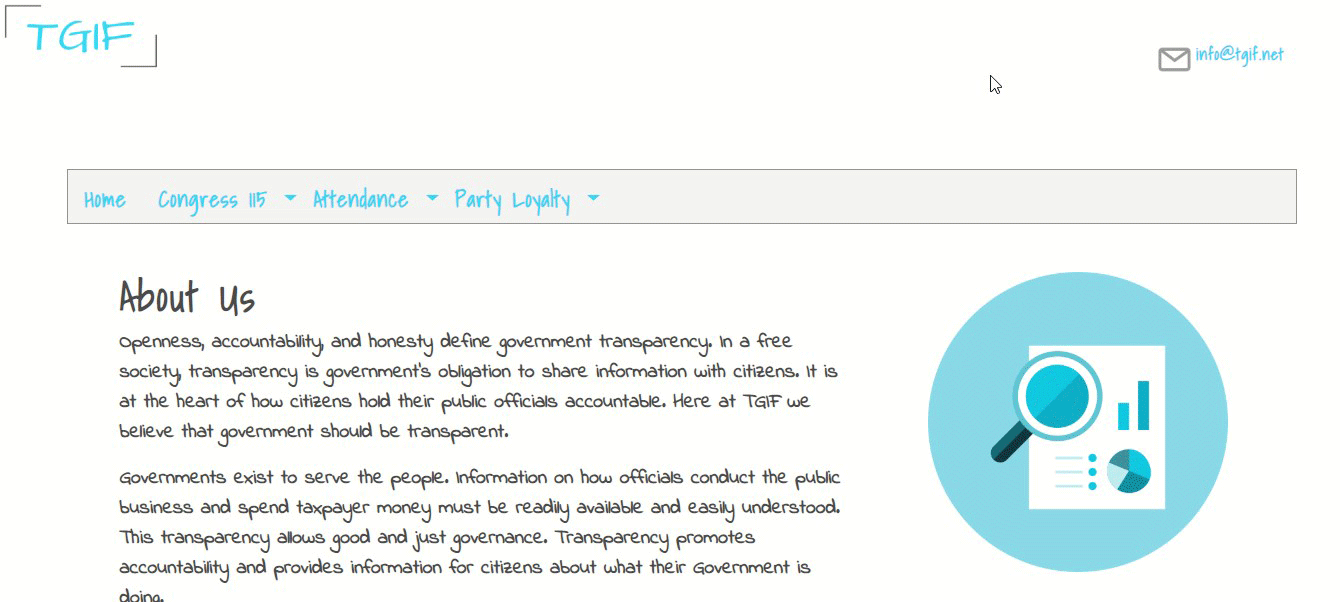 TGIF
info@tgif.net
Home Congress 115 Attendance Party Loyalty
About Us
Openness, accountability, and honesty define government transparency. In a free
society, transparency is government's obligation to share information with citizens. It is
at the heart of how citizens hold their public officials accountable. Here at TGIF we
believe that government should be transparent.
Governments exist to serve the people. Information on how officials conduct the public
business and spend taxpayer money must be readily available and easily understood.
This transparency allows good and just governance. Transparency promotes
accountability and provides information for citizens about what their Government is
doing.